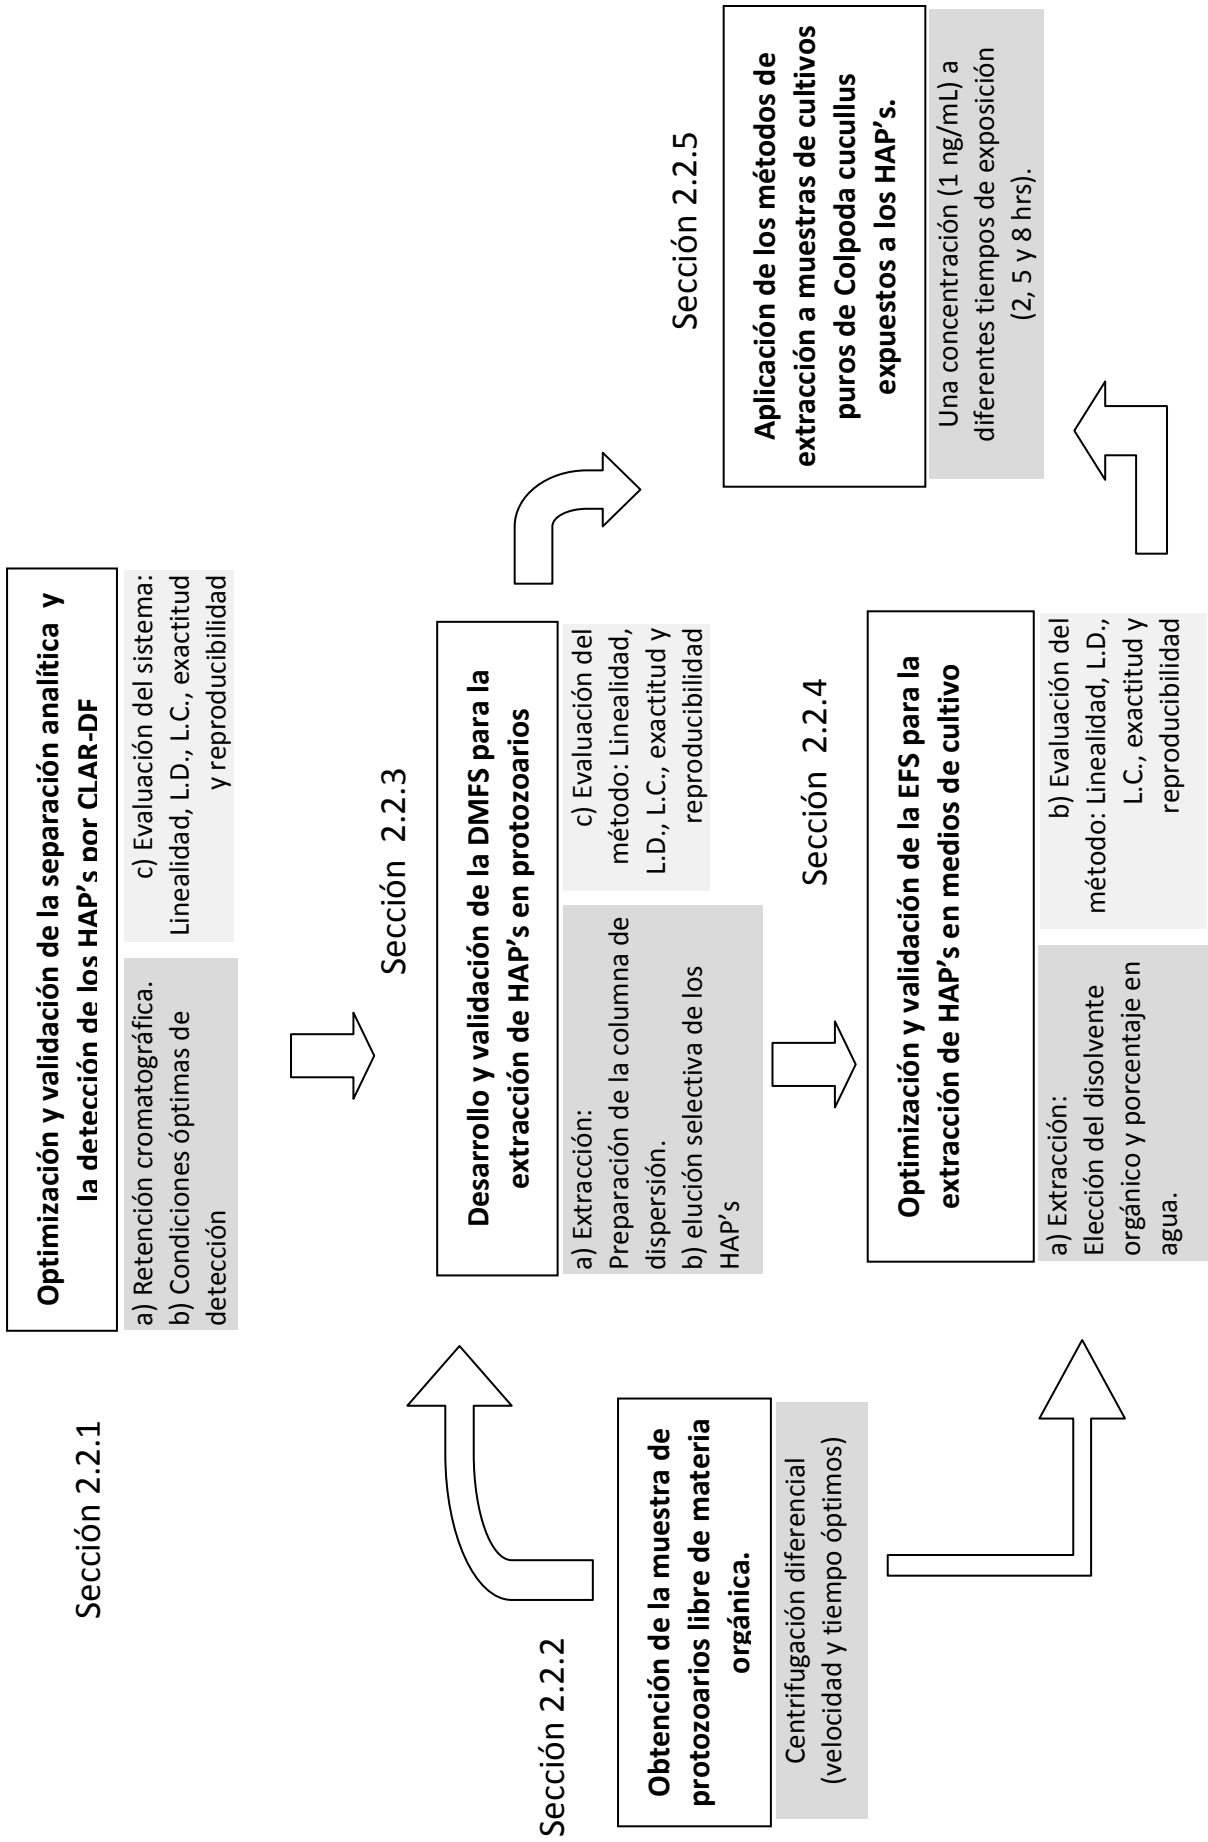 Sección 2.2.1
Optimización y validación de la separación analítica y
la detección de los HAP's por CLAR-DF
a) Retención cromatográfica.
b) Condiciones óptimas de
detección
c) Evaluación del sistema:
Linealidad, L.D., L.C., exactitud
y reproducibilidad
Sección 2.2.2
Obtención de la muestra de
protozoarios libre de materia
orgánica.
Centrifugación diferencial
(velocidad y tiempo óptimos)
Sección 2.2.3
Desarrollo y validación de la DMFS para la
extracción de HAP's en protozoarios
a) Extracción:
Preparación de la columna de
dispersión.
b) elución selectiva de los
HAP's
c) Evaluación del
método: Linealidad,
L.D., L.C., exactitud y
reproducibilidad
Sección 2.2.4
Optimización y validación de la EFS para la
extracción de HAP's en medios de cultivo
a) Extracción:
Elección del disolvente
orgánico y porcentaje en
agua.
b) Evaluación del
método: Linealidad, L.D.,
L.C., exactitud y
reproducibilidad
Sección 2.2.5
Aplicación de los métodos de
extracción a muestras de cultivos
puros de Colpoda cucullus
expuestos a los HAP's.
Una concentración (1 ng/mL) a
diferentes tiempos de exposición
(2, 5 y 8 hrs).